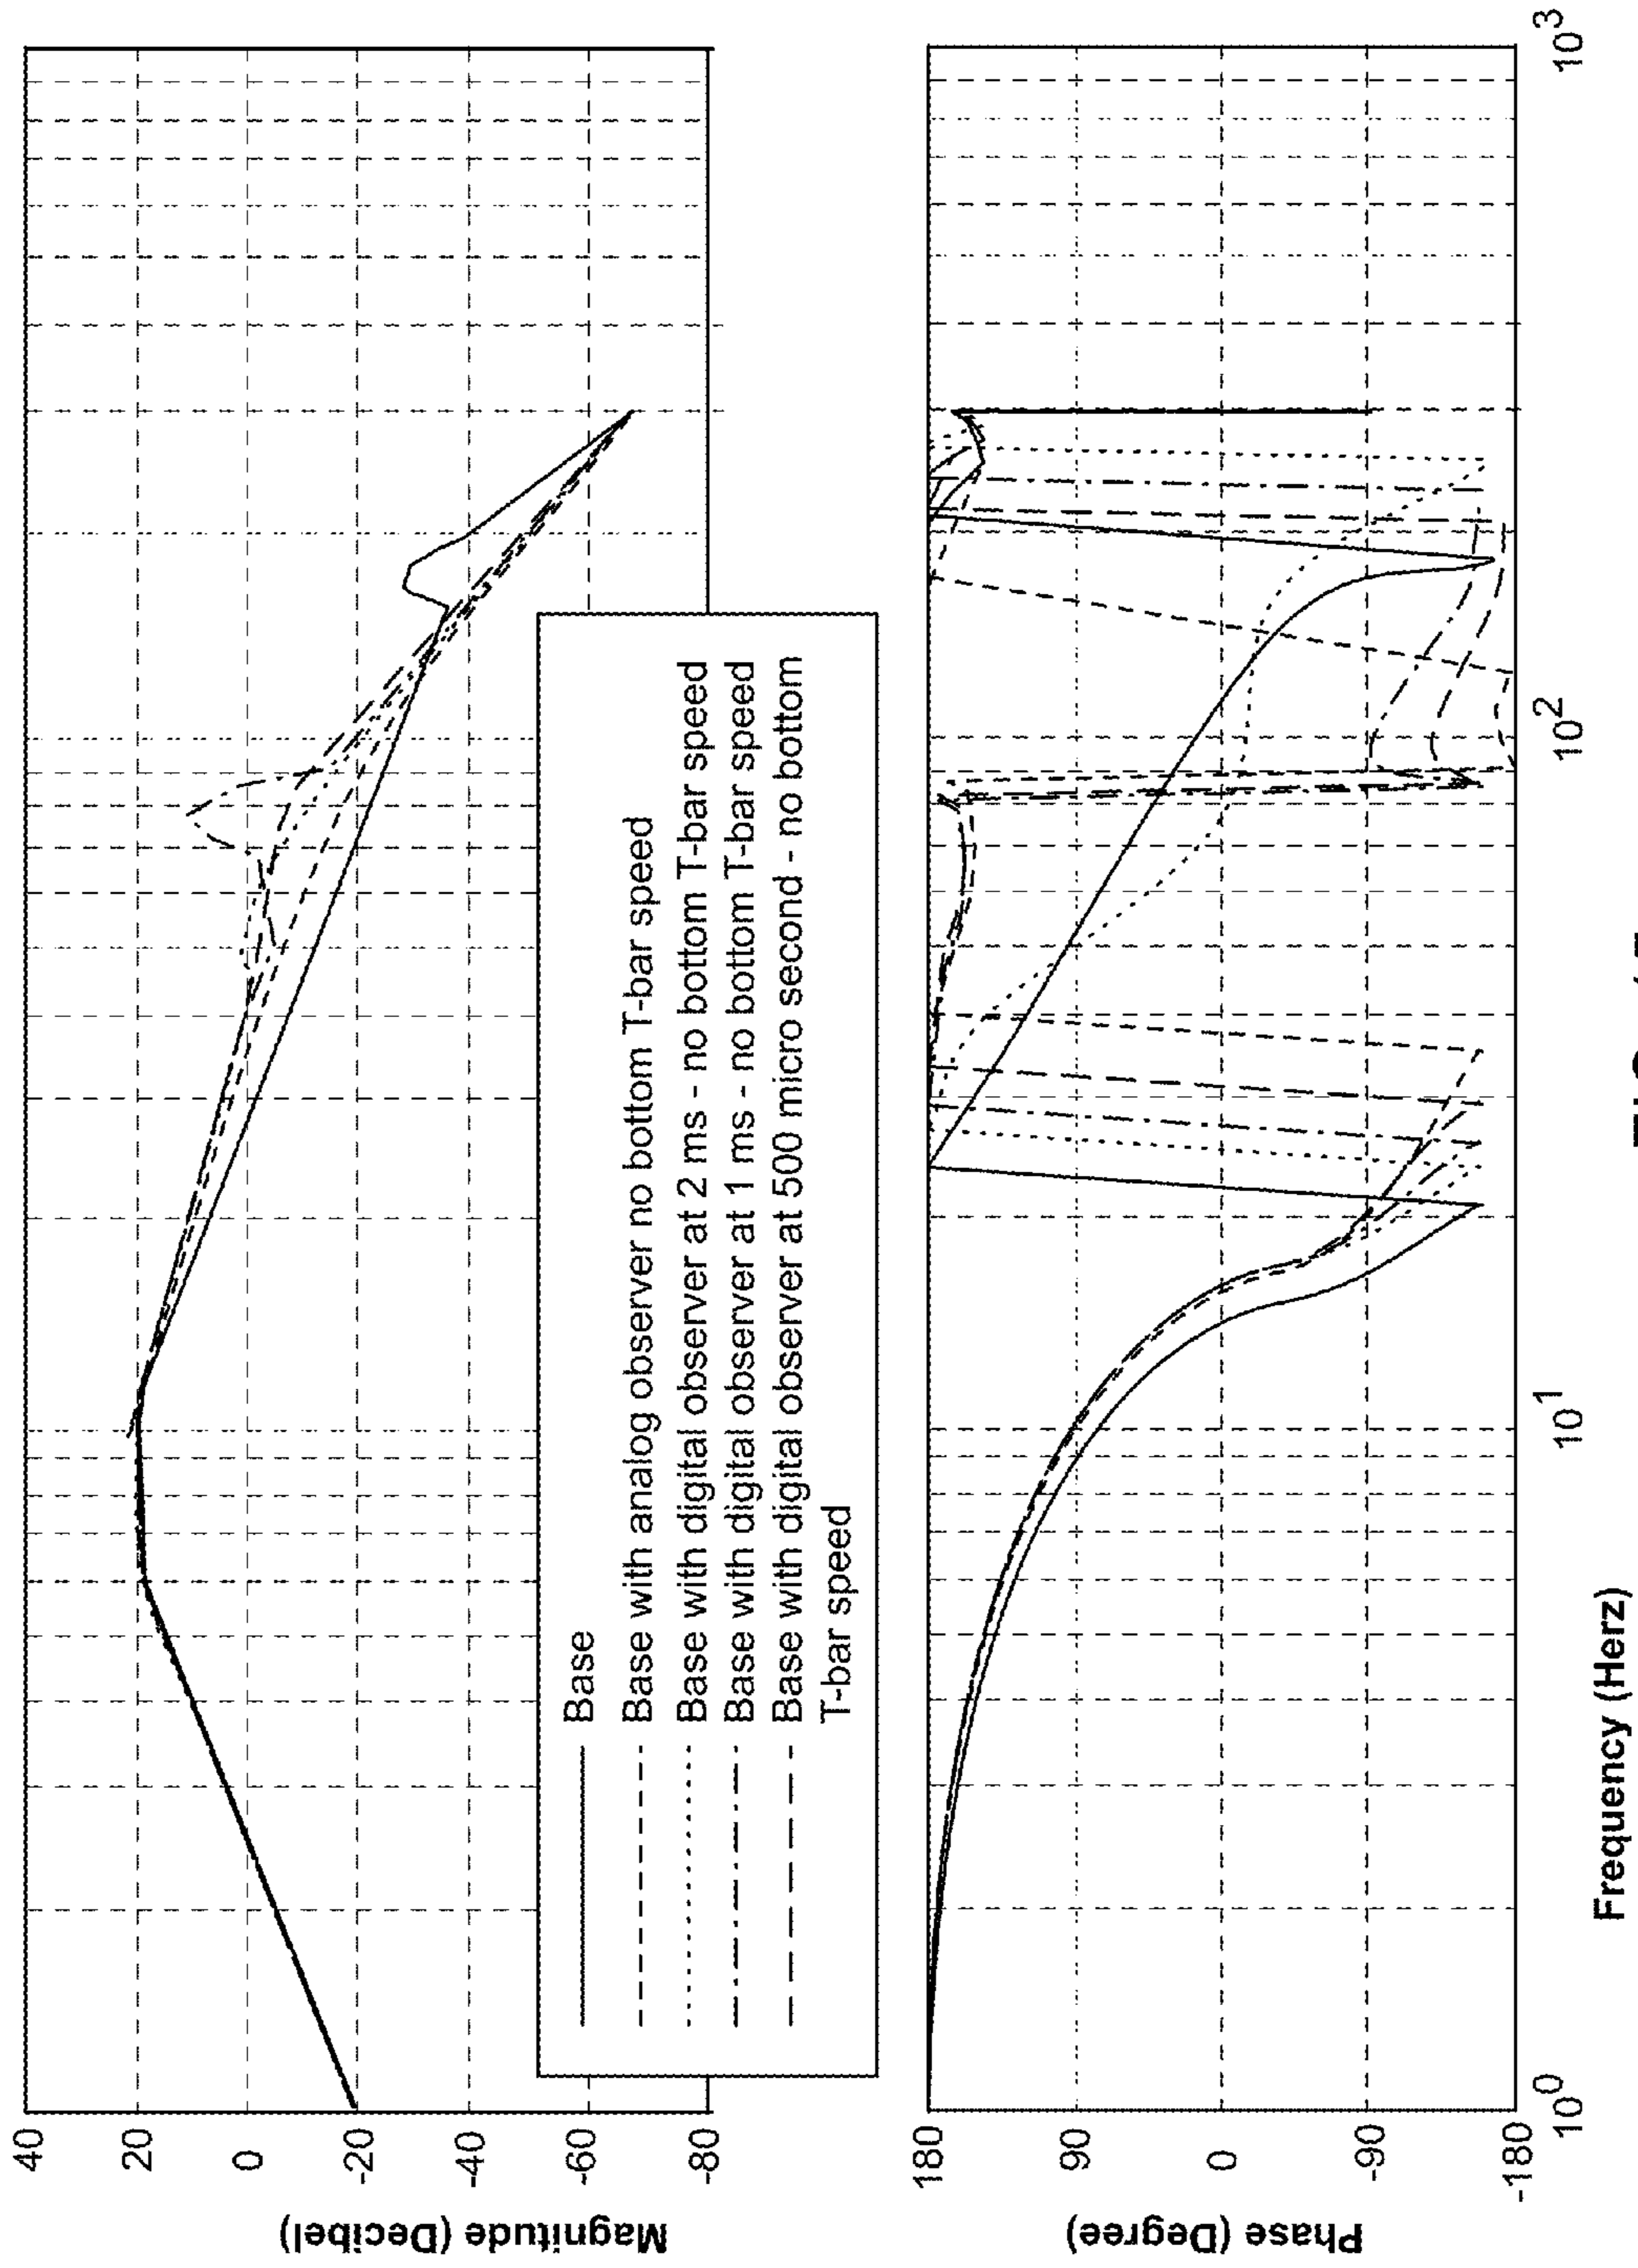 40
20
0
-20
-40
-60
-80
Magnitude (Decibel)
Base
Base with analog observer no bottom T-bar speed
Base with digital observer at 2 ms - no bottom T-bar speed
Base with digital observer at 1 ms - no bottom T-bar speed
Base with digital observer at 500 micro second - no bottom
T-bar speed
180
90
0
-90
-180
Phase (Degree)
10⁰
10¹
10²
10³
Frequency (Herz)